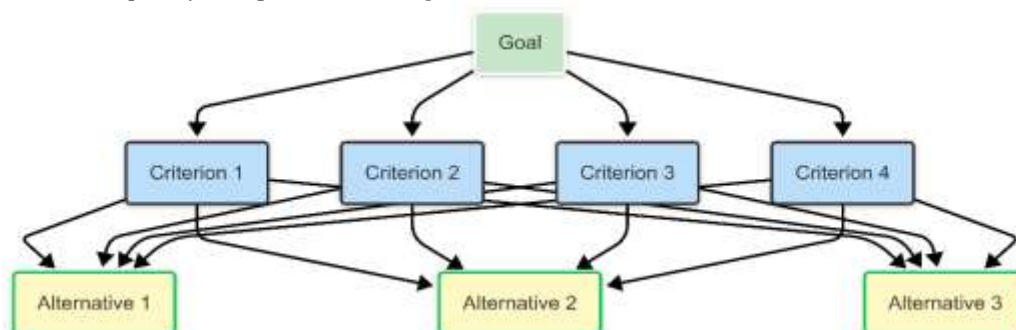 Goal
Criterion 1
Criterion 2
Criterion 3
Criterion 4
Alternative 1
Alternative 2
Alternative 3